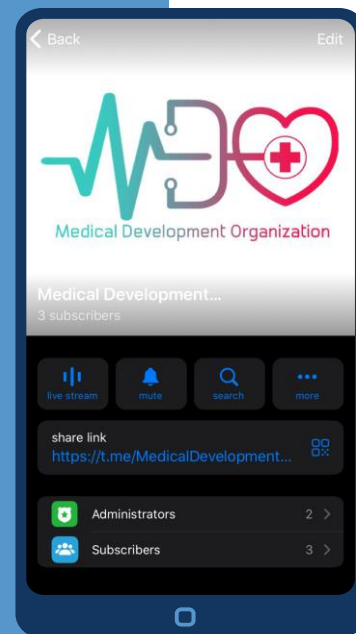 Back Edit
Medical Development Organization
Medical Development...
3 subscribers
live stream mute search more
share link
https://t.me/MedicalDevelopment...
Administrators 2
Subscribers 3